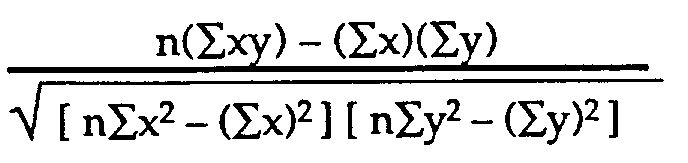 n(∑xy) – (∑x)(∑y)
√[ n∑x² – (∑x)² ] [ n∑y² – (∑y)² ]